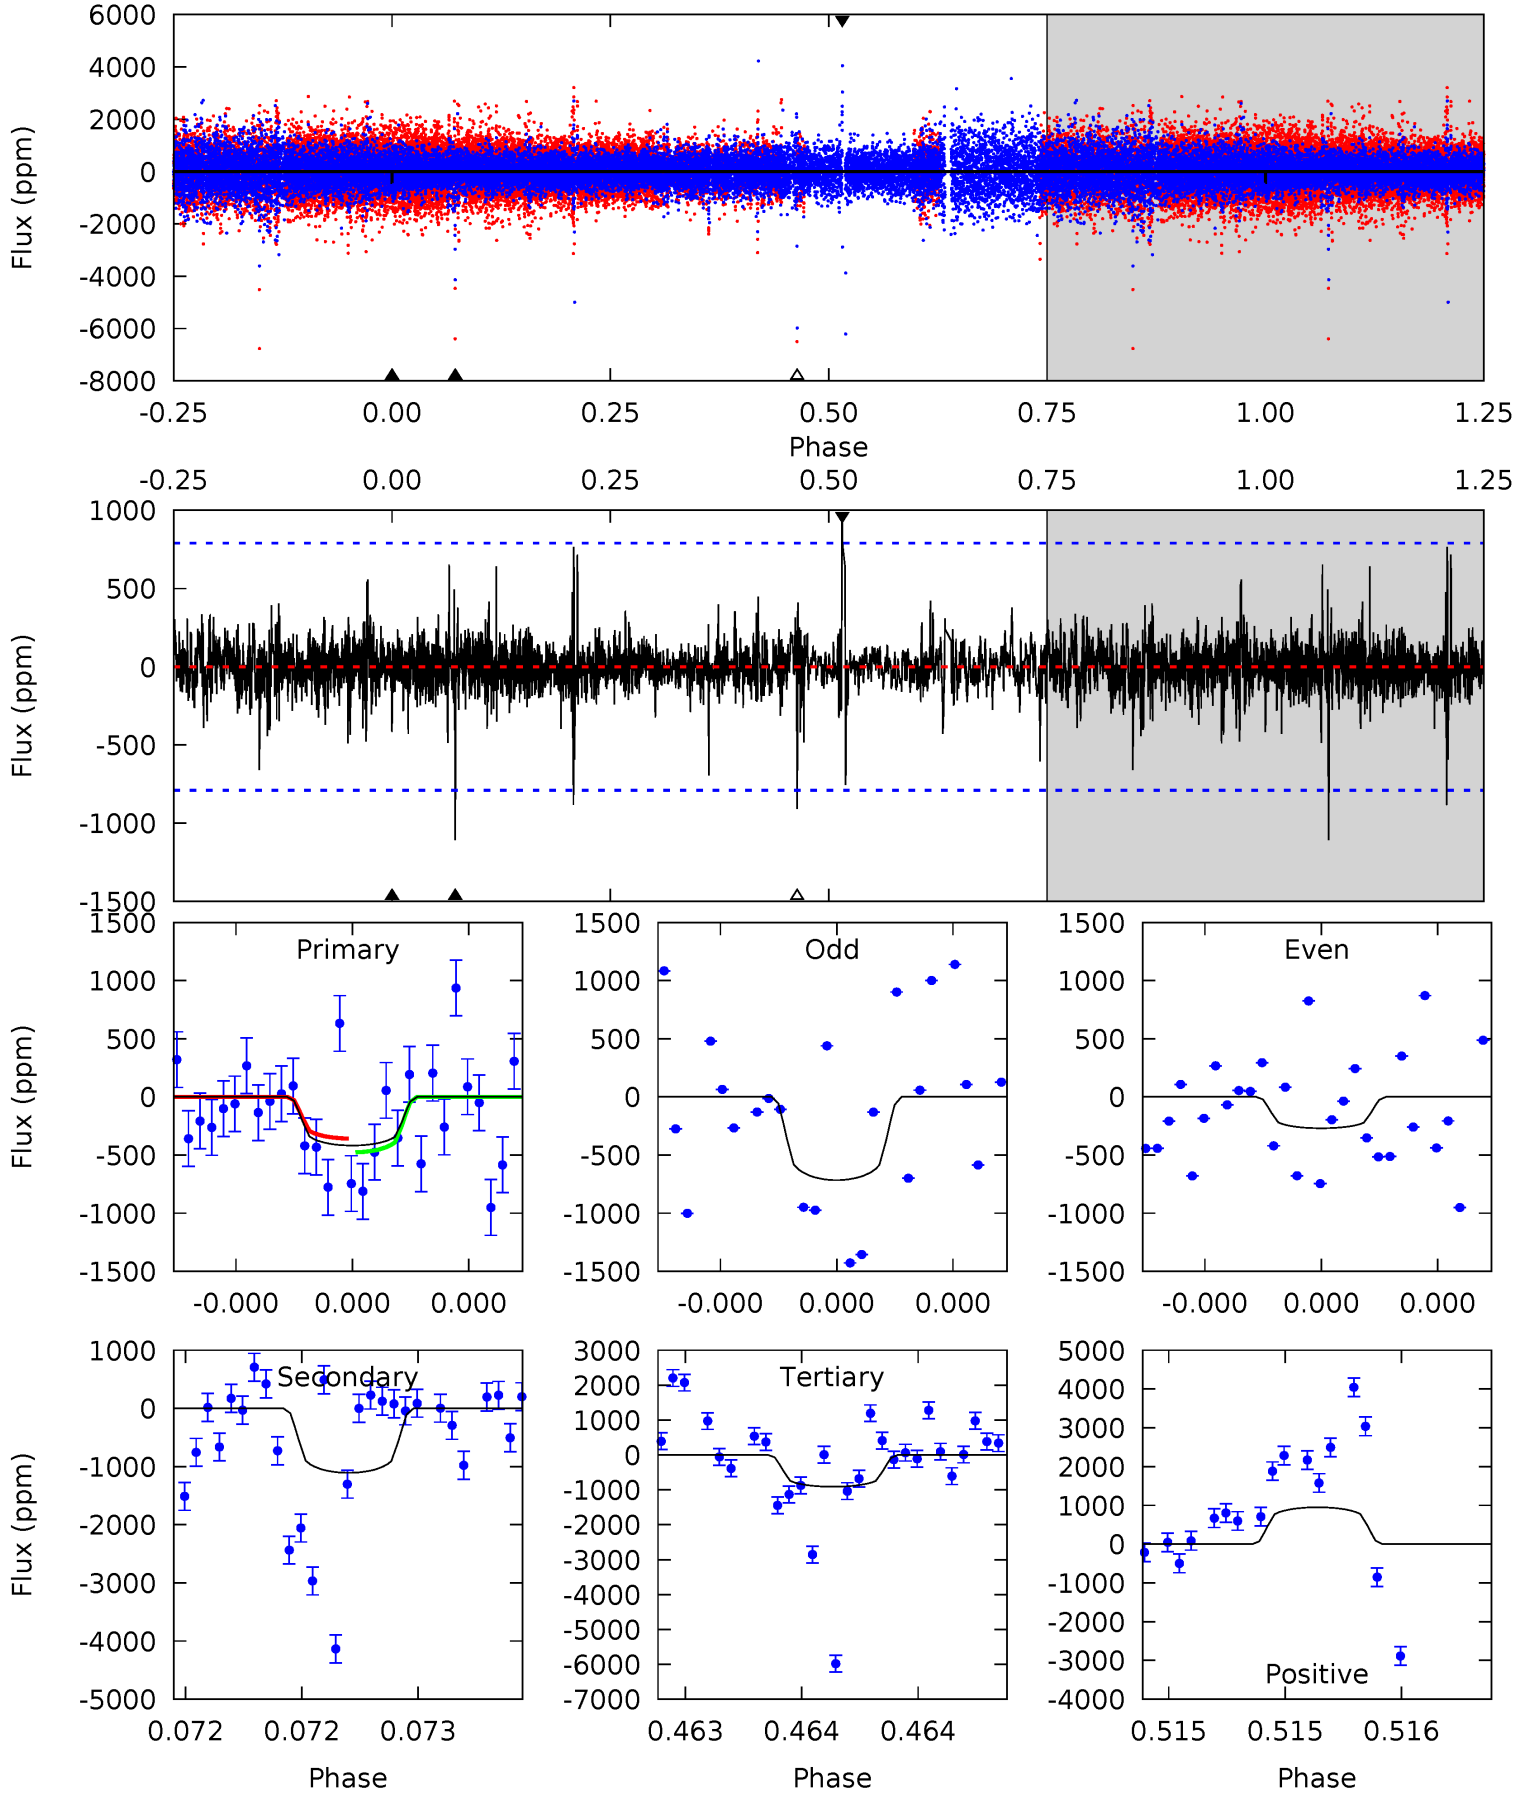 6000
4000
2000
0
-2000
-4000
-6000
-8000
Flux (ppm)
-0.25 0.00 0.25 0.50 0.75 1.00 1.25
Phase
-0.25 0.00 0.25 0.50 0.75 1.00 1.25
1000
500
0
-500
-1000
-1500
Flux (ppm)
Primary Odd Even
1500 1500 1500
1000 1000 1000
500 500 500
0 0 0
-500 -500 -500
-1000 -1000 -1000
-1500 -1500 -1500
Flux (ppm)
-0.000 0.000 0.000 -0.000 0.000 0.000 -0.000 0.000 0.000
Secondary
1000
0
-1000
-2000
-3000
-4000
-5000
Flux (ppm)
0.072 0.072 0.073
Phase
Tertiary
3000
2000
1000
0
-1000
-2000
-3000
-4000
-5000
-6000
-7000
0.463 0.464 0.464
Phase
5000
4000
3000
2000
1000
0
-1000
-2000
-3000
-4000
Positive
0.515 0.515 0.516
Phase